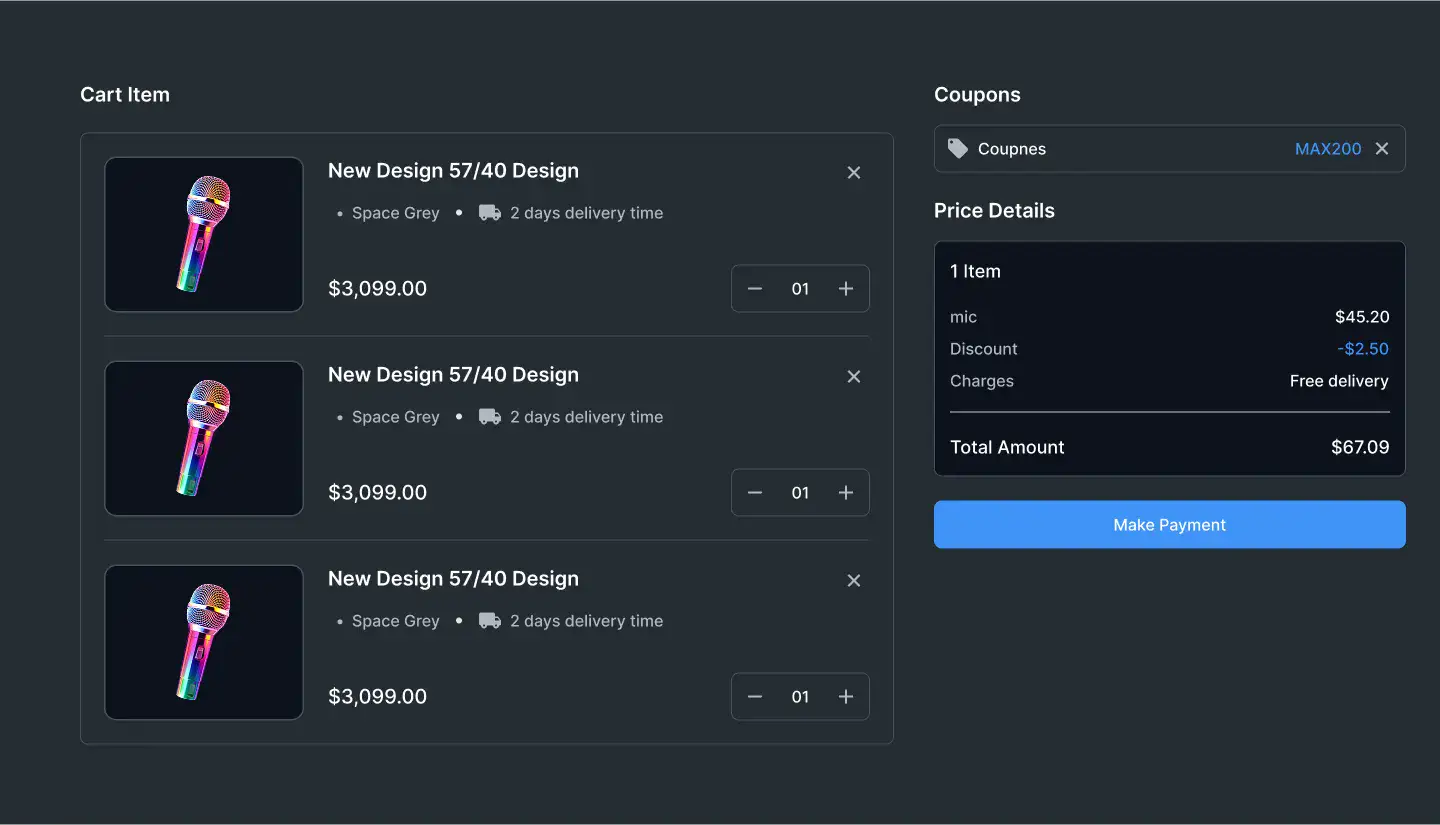 Cart Item
New Design 57/40 Design
• Space Grey • 2 days delivery time
$3,099.00
01
New Design 57/40 Design
• Space Grey • 2 days delivery time
$3,099.00
01
New Design 57/40 Design
• Space Grey • 2 days delivery time
$3,099.00
01
Coupons
Coupnes MAX200
Price Details
1 Item
mic $45.20
Discount -$2.50
Charges Free delivery
Total Amount $67.09
Make Payment